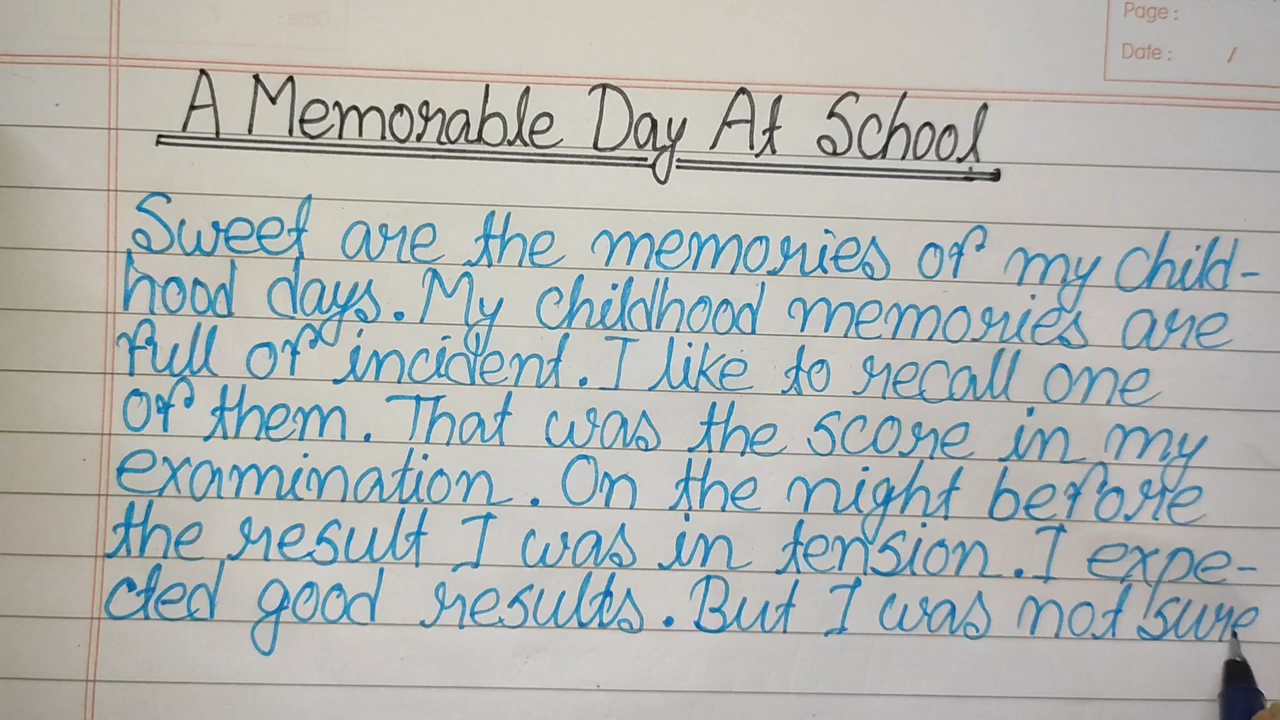 Page :
Date : /
A Memorable Day At School
Sweet are the memories of my child-
hood days. My childhood memories are
full of incident. I like to recall one
of them. That was the score in my
examination. On the night before
the result I was in tension. I expe-
cted good results. But I was not sure